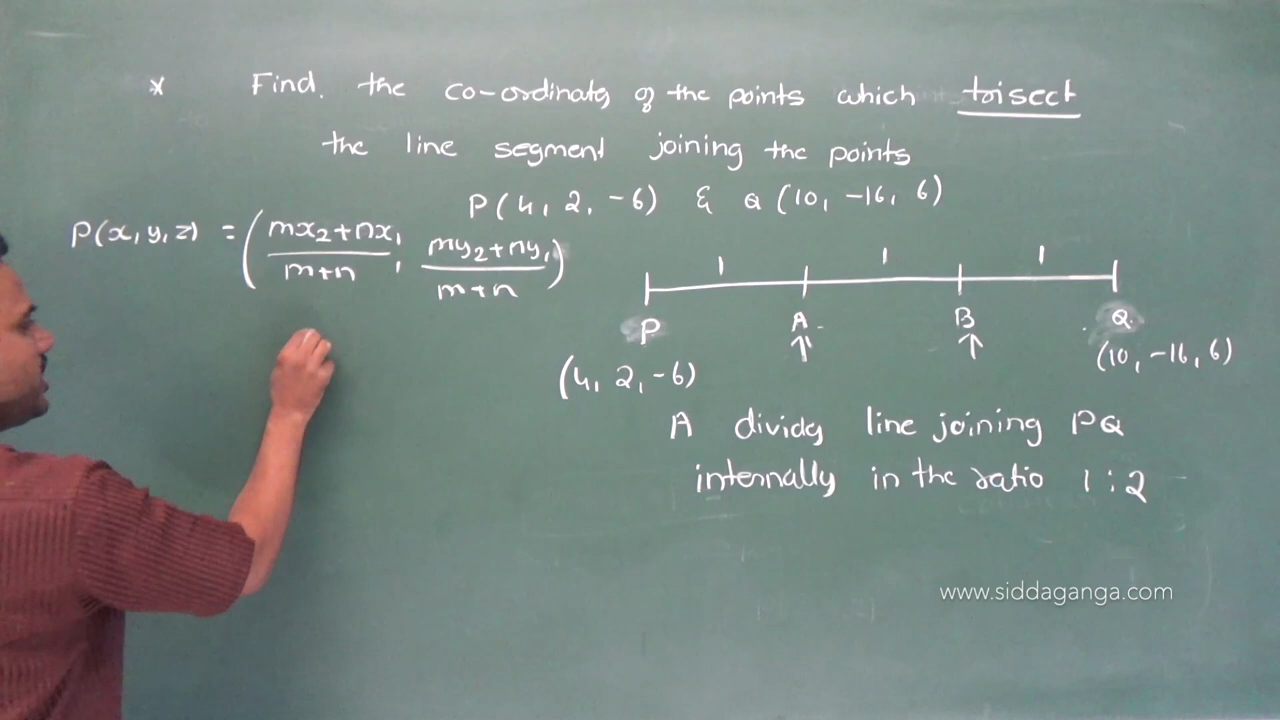 * Find. the co-ordinates of the points which trisect
the line segment joining the points
P(4, 2, -6) & Q (10, -16, 6)
P(x, y, z) = ( mx₂+nx₁ / m+n , my₂+ny₁ / m+n )
1 1 1
P A B Q
(4, 2, -6) (10, -16, 6)
A divides line joining PQ
internally in the ratio 1 : 2
www.siddaganga.com